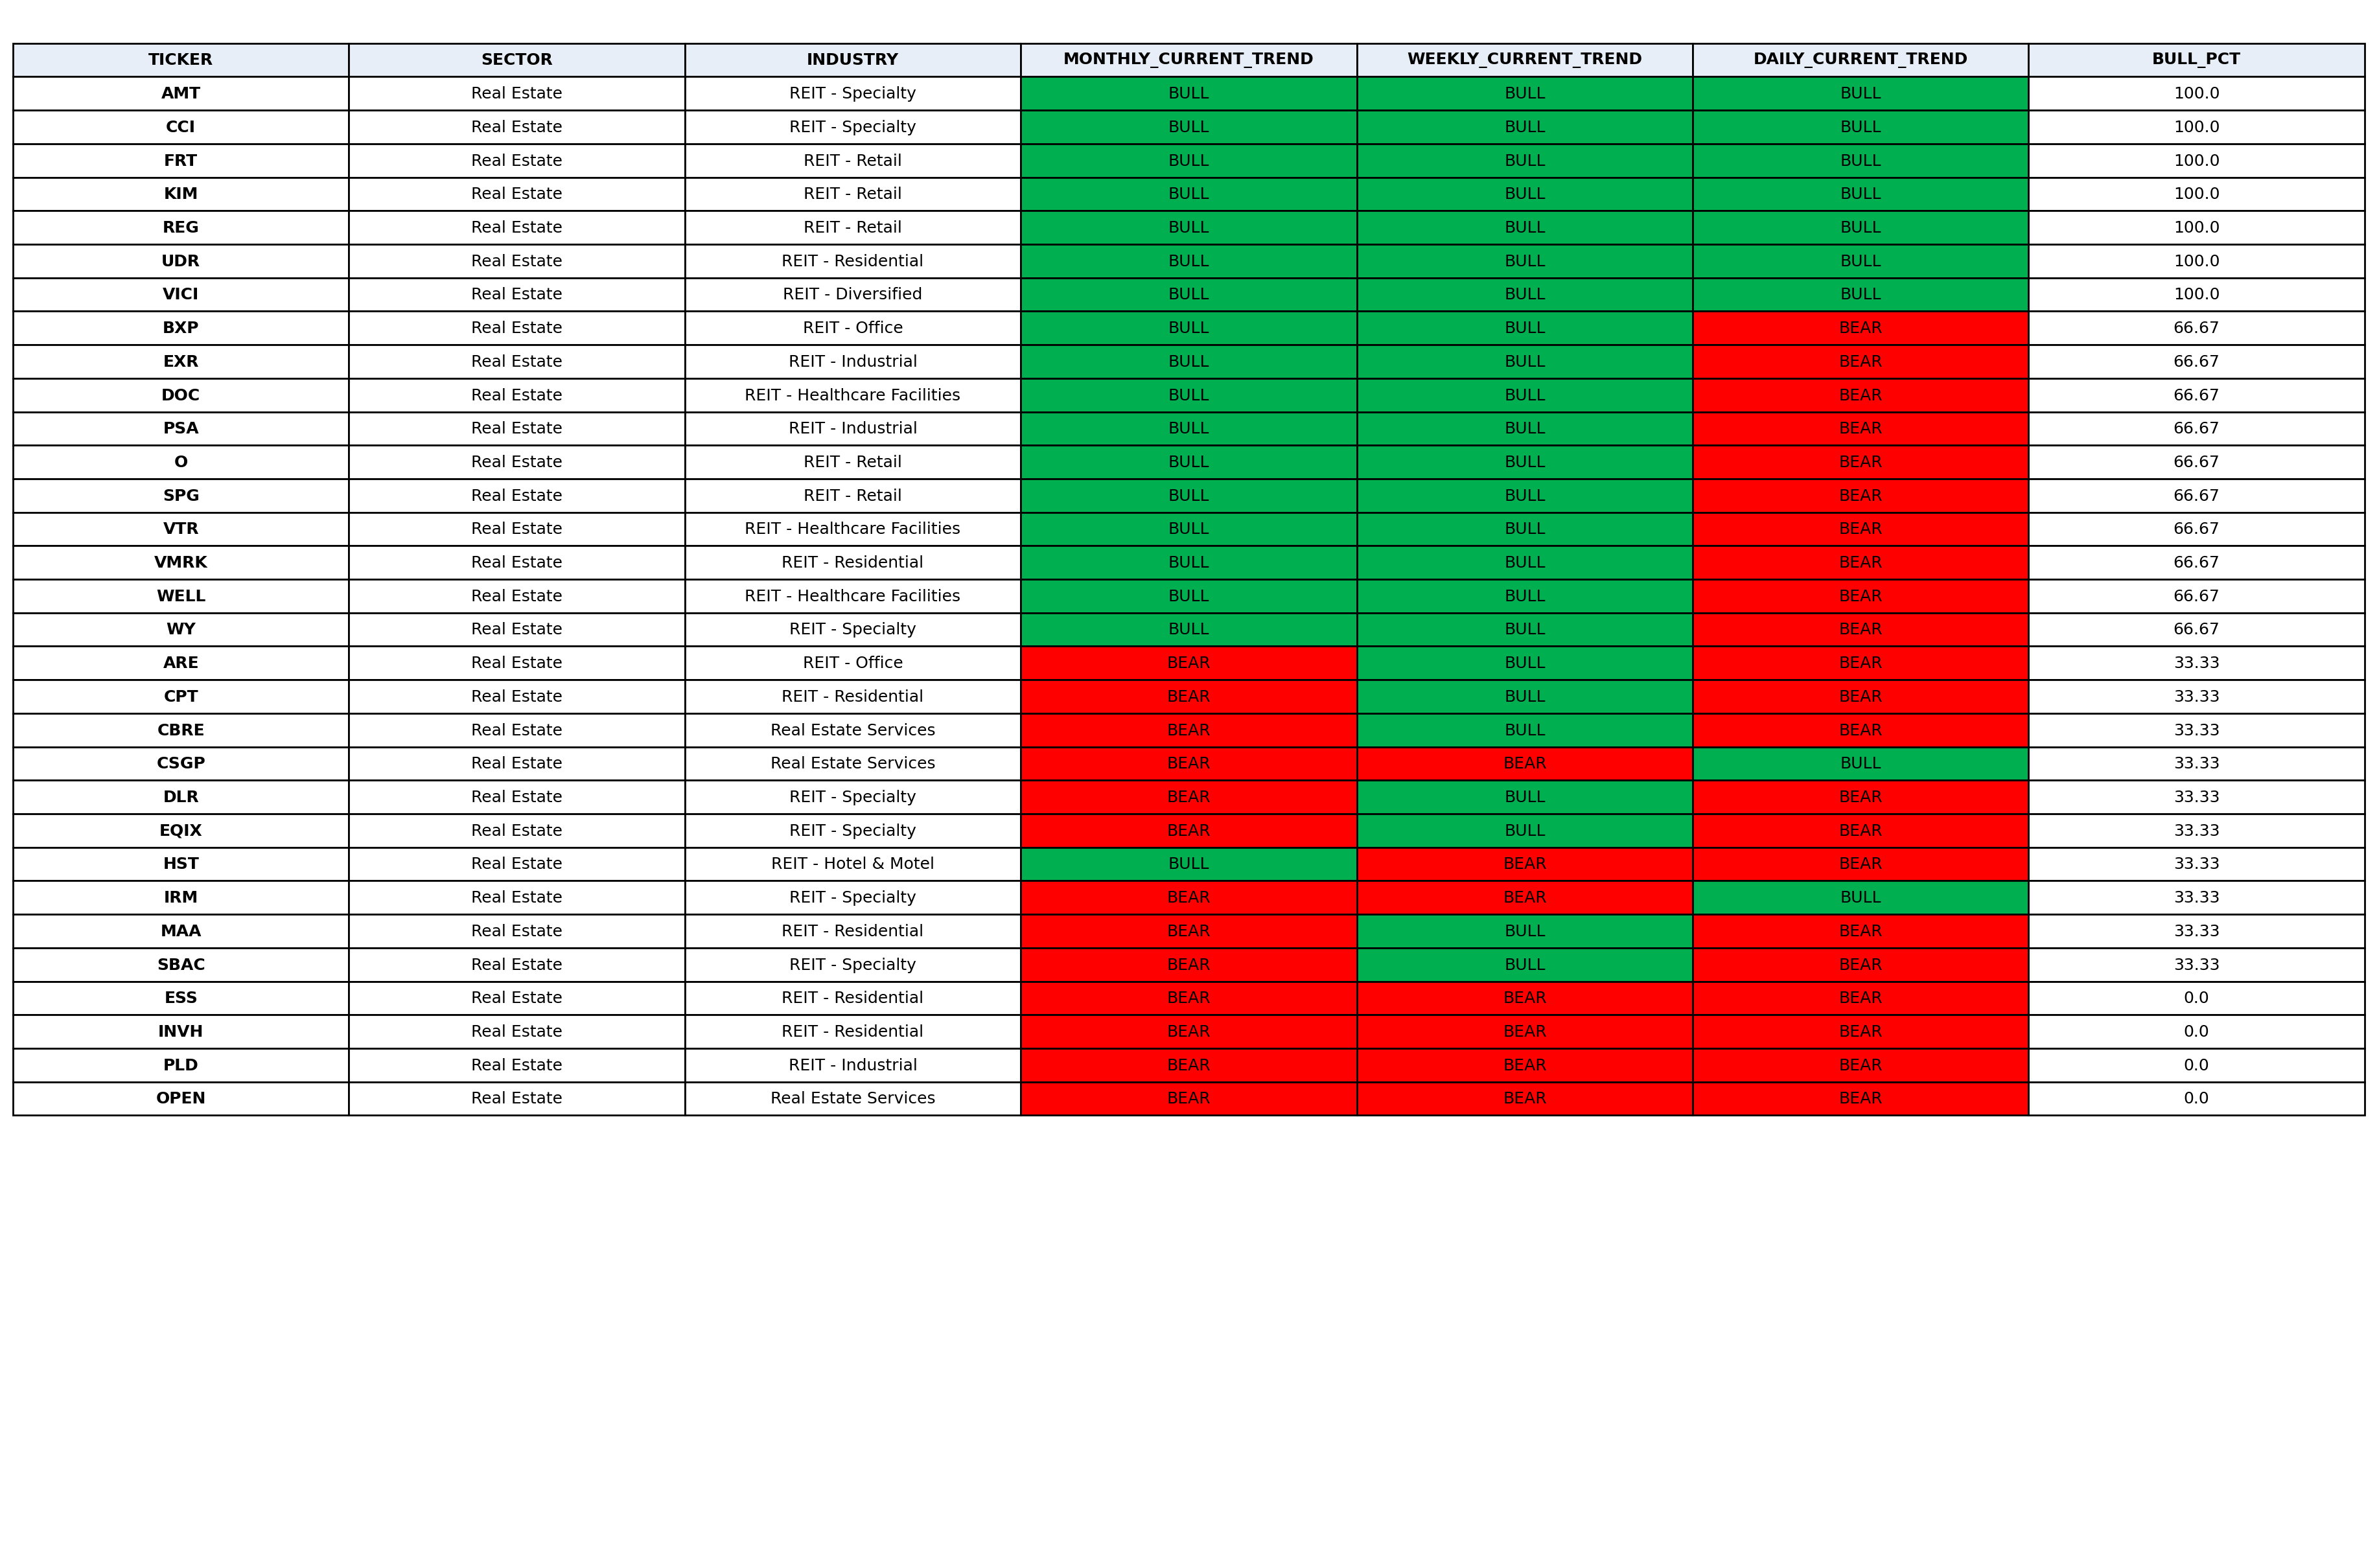 TICKER SECTOR INDUSTRY MONTHLY_CURRENT_TREND WEEKLY_CURRENT_TREND DAILY_CURRENT_TREND BULL_PCT
AMT Real Estate REIT - Specialty BULL BULL BULL 100.0
CCI Real Estate REIT - Specialty BULL BULL BULL 100.0
FRT Real Estate REIT - Retail BULL BULL BULL 100.0
KIM Real Estate REIT - Retail BULL BULL BULL 100.0
REG Real Estate REIT - Retail BULL BULL BULL 100.0
UDR Real Estate REIT - Residential BULL BULL BULL 100.0
VICI Real Estate REIT - Diversified BULL BULL BULL 100.0
BXP Real Estate REIT - Office BULL BULL BEAR 66.67
EXR Real Estate REIT - Industrial BULL BULL BEAR 66.67
DOC Real Estate REIT - Healthcare Facilities BULL BULL BEAR 66.67
PSA Real Estate REIT - Industrial BULL BULL BEAR 66.67
O Real Estate REIT - Retail BULL BULL BEAR 66.67
SPG Real Estate REIT - Retail BULL BULL BEAR 66.67
VTR Real Estate REIT - Healthcare Facilities BULL BULL BEAR 66.67
VMRK Real Estate REIT - Residential BULL BULL BEAR 66.67
WELL Real Estate REIT - Healthcare Facilities BULL BULL BEAR 66.67
WY Real Estate REIT - Specialty BULL BULL BEAR 66.67
ARE Real Estate REIT - Office BEAR BULL BEAR 33.33
CPT Real Estate REIT - Residential BEAR BULL BEAR 33.33
CBRE Real Estate Real Estate Services BEAR BULL BEAR 33.33
CSGP Real Estate Real Estate Services BEAR BEAR BULL 33.33
DLR Real Estate REIT - Specialty BEAR BULL BEAR 33.33
EQIX Real Estate REIT - Specialty BEAR BULL BEAR 33.33
HST Real Estate REIT - Hotel & Motel BULL BEAR BEAR 33.33
IRM Real Estate REIT - Specialty BEAR BEAR BULL 33.33
MAA Real Estate REIT - Residential BEAR BULL BEAR 33.33
SBAC Real Estate REIT - Specialty BEAR BULL BEAR 33.33
ESS Real Estate REIT - Residential BEAR BEAR BEAR 0.0
INVH Real Estate REIT - Residential BEAR BEAR BEAR 0.0
PLD Real Estate REIT - Industrial BEAR BEAR BEAR 0.0
OPEN Real Estate Real Estate Services BEAR BEAR BEAR 0.0